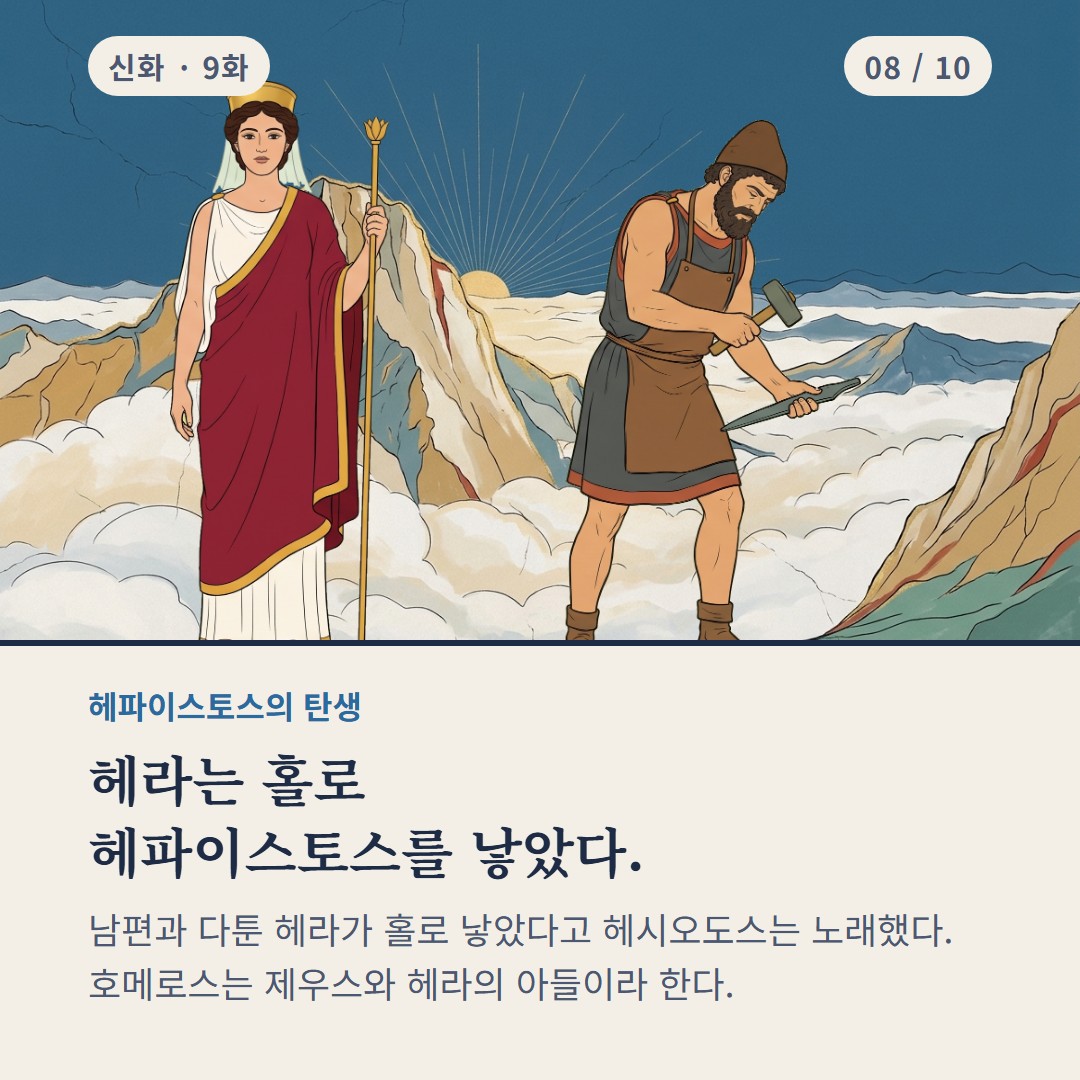 신화 · 9화
08 / 10
헤파이스토스의 탄생
헤라는 홀로
헤파이스토스를 낳았다.
남편과 다툰 헤라가 홀로 낳았다고 헤시오도스는 노래했다.
호메로스는 제우스와 헤라의 아들이라 한다.